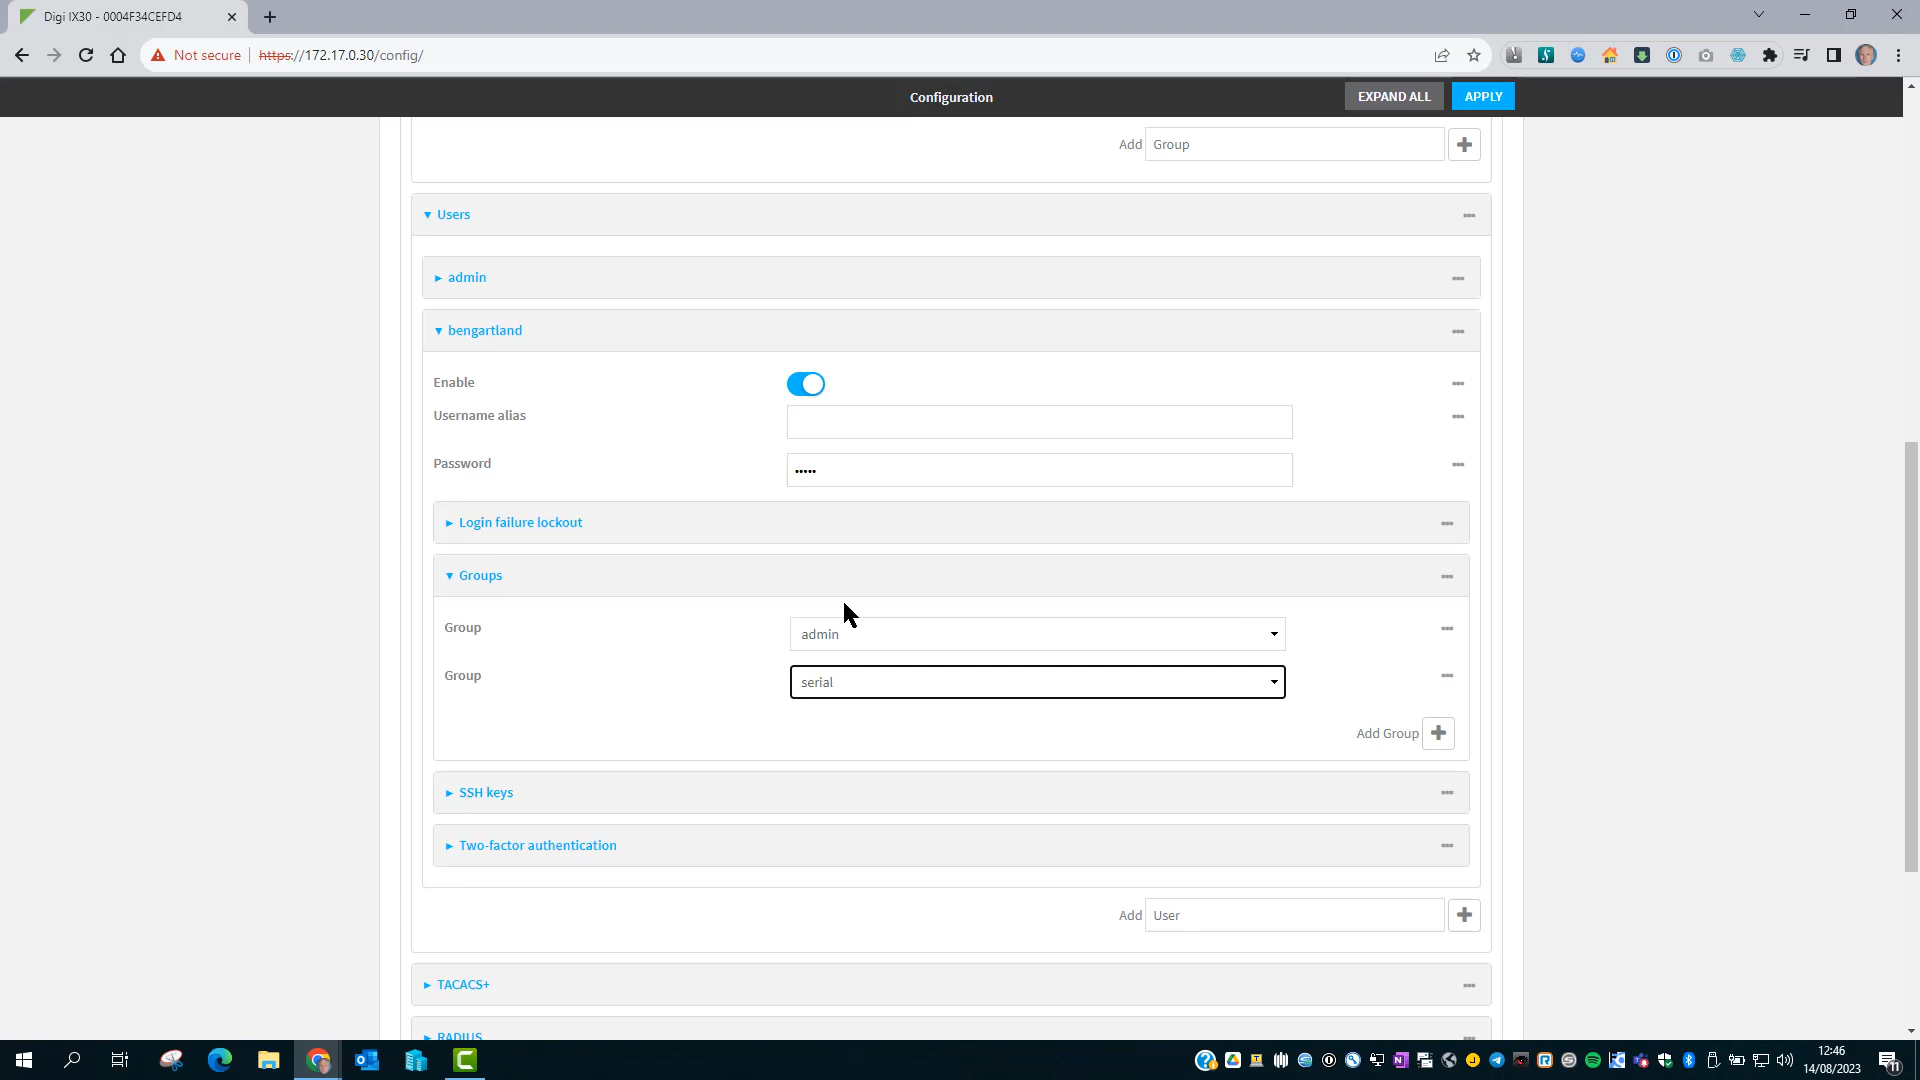 Digi IX30 - 0004F34CEFD4
Not secure https://172.17.0.30/config/
Configuration
EXPAND ALL
APPLY
Add Group
Users
admin
bengartland
Enable
Username alias
Password •••••
Login failure lockout
Groups
Group admin
Group serial
Add Group
SSH keys
Two-factor authentication
Add User
TACACS+
RADIUS
12:46
14/08/2023
11